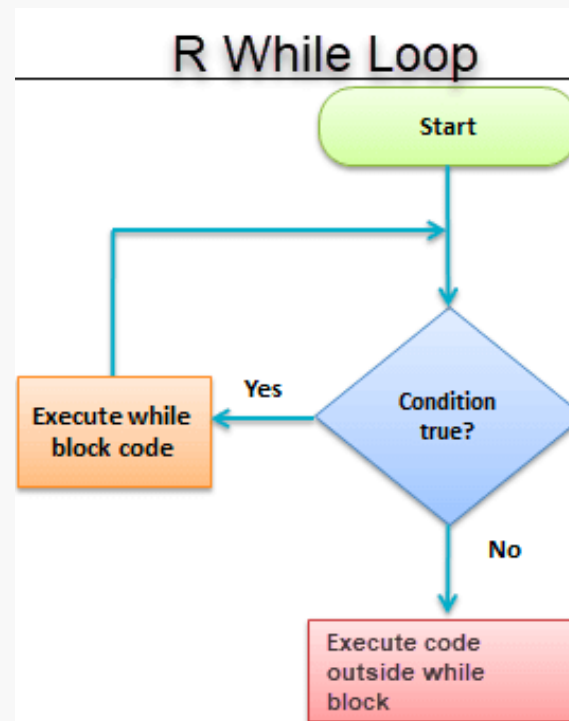 R While Loop
Start
Condition
true?
Yes
Execute while
block code
No
Execute code
outside while
block